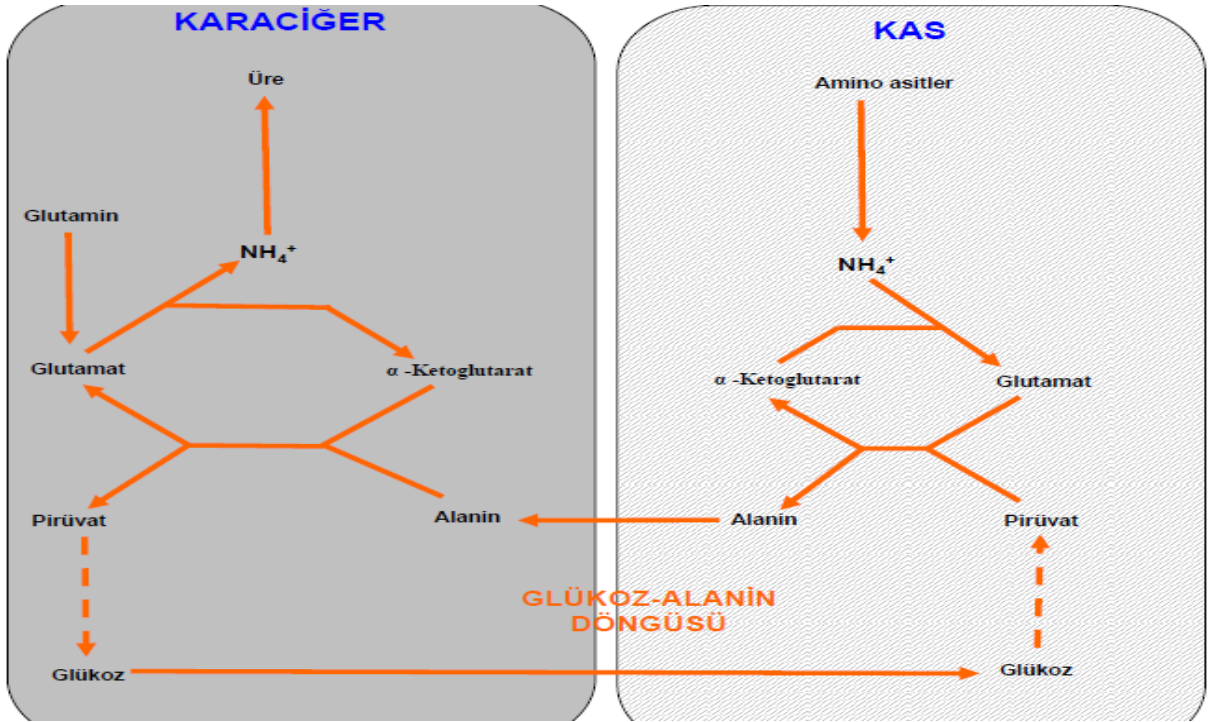 KARACİĞER
KAS
Üre
Amino asitler
Glutamin
NH₄⁺
NH₄⁺
Glutamat
α -Ketoglutarat
α -Ketoglutarat
Glutamat
Pirüvat
Alanin
Alanin
Pirüvat
GLÜKOZ-ALANİN
DÖNGÜSÜ
Glükoz
Glükoz